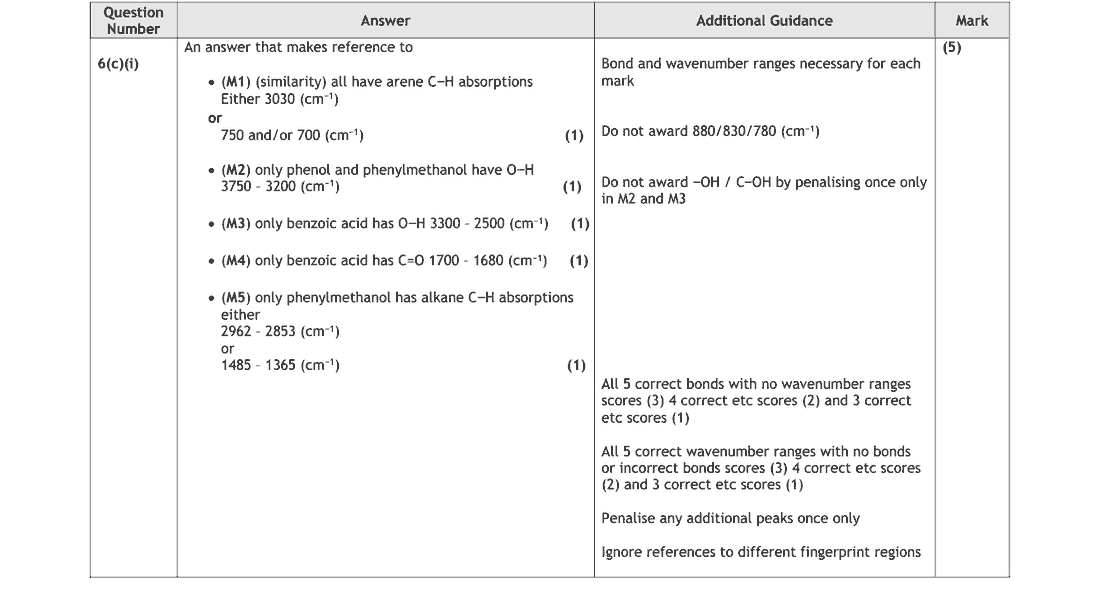 Question Number
Answer
Additional Guidance
Mark
6(c)(i)
An answer that makes reference to
• (M1) (similarity) all have arene C−H absorptions
Either 3030 (cm⁻¹)
or
750 and/or 700 (cm⁻¹) (1)
• (M2) only phenol and phenylmethanol have O−H
3750 – 3200 (cm⁻¹) (1)
• (M3) only benzoic acid has O−H 3300 – 2500 (cm⁻¹) (1)
• (M4) only benzoic acid has C=O 1700 – 1680 (cm⁻¹) (1)
• (M5) only phenylmethanol has alkane C−H absorptions
either
2962 – 2853 (cm⁻¹)
or
1485 – 1365 (cm⁻¹) (1)
Bond and wavenumber ranges necessary for each
mark
Do not award 880/830/780 (cm⁻¹)
Do not award −OH / C−OH by penalising once only
in M2 and M3
All 5 correct bonds with no wavenumber ranges
scores (3) 4 correct etc scores (2) and 3 correct
etc scores (1)
All 5 correct wavenumber ranges with no bonds
or incorrect bonds scores (3) 4 correct etc scores
(2) and 3 correct etc scores (1)
Penalise any additional peaks once only
Ignore references to different fingerprint regions
(5)